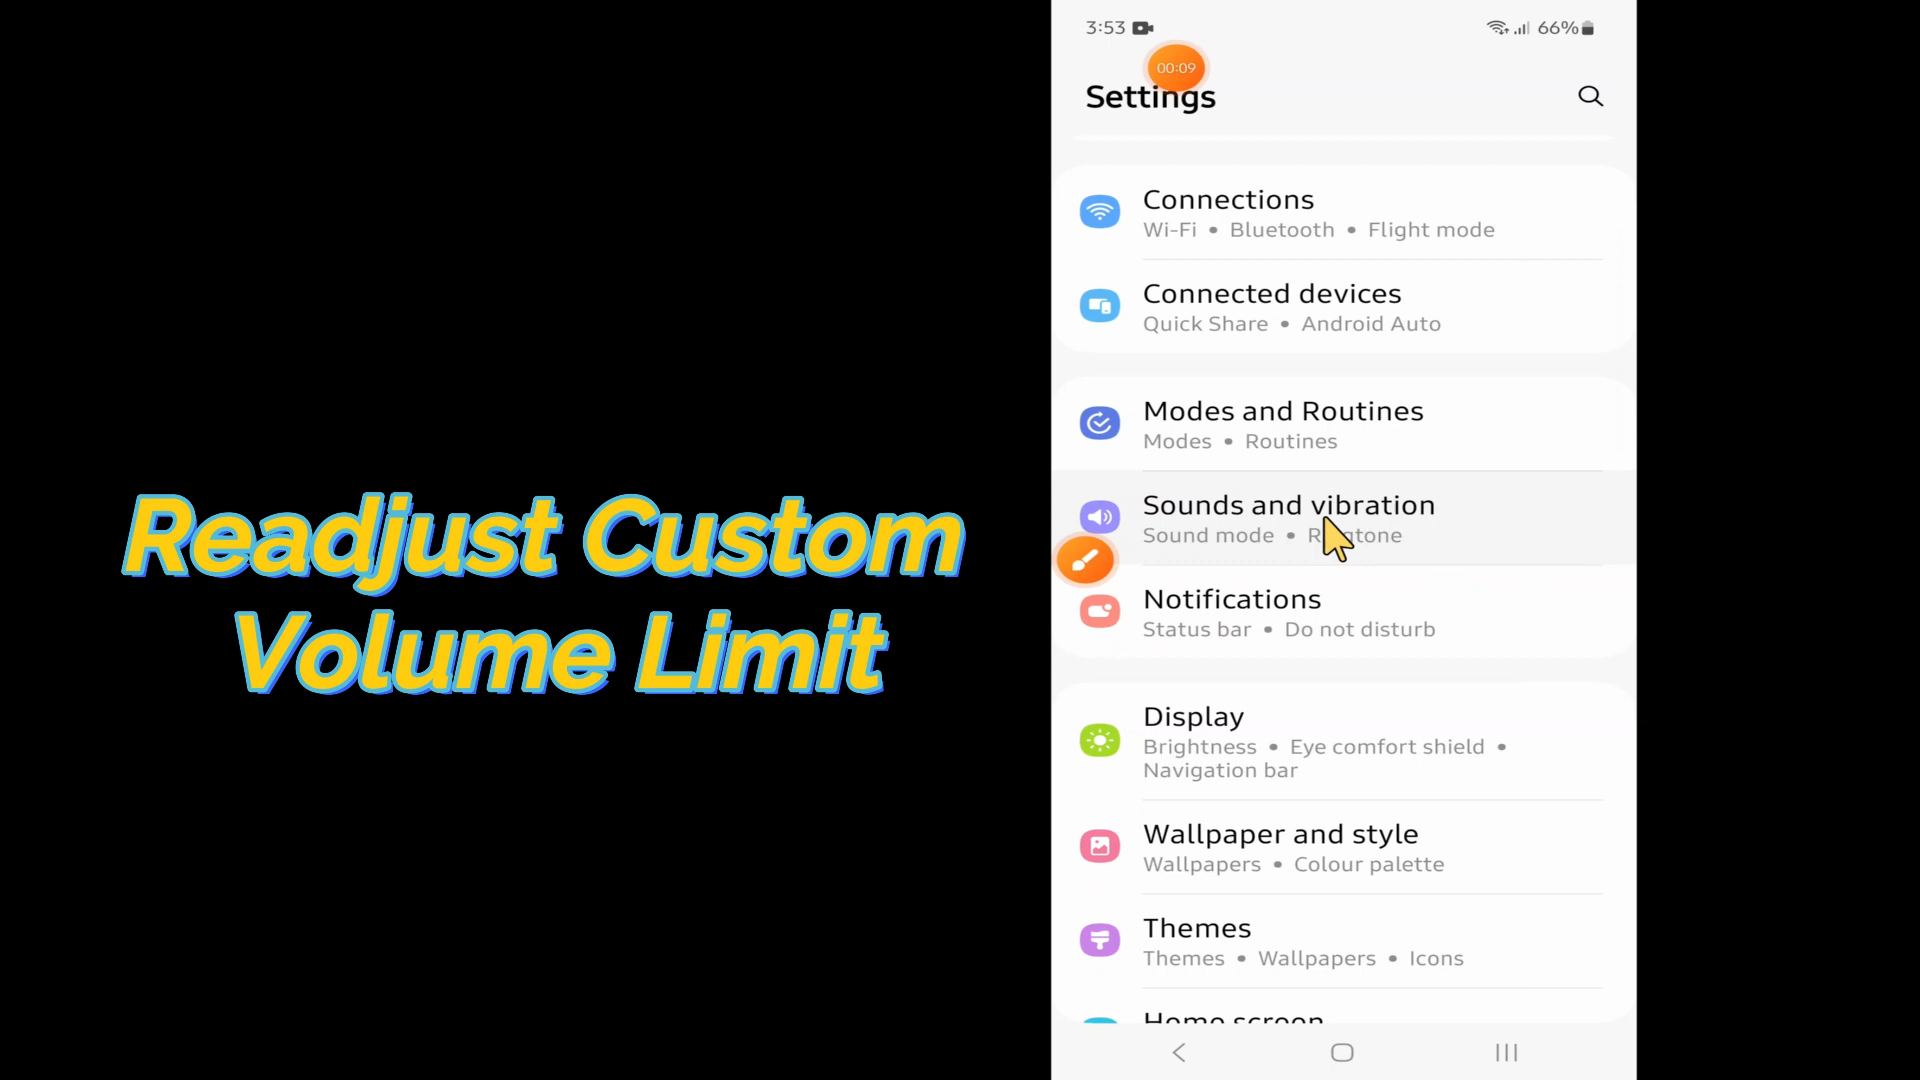 Readjust Custom
Volume Limit
3:53
66%
00:09
Settings
Connections
Wi-Fi • Bluetooth • Flight mode
Connected devices
Quick Share • Android Auto
Modes and Routines
Modes • Routines
Sounds and vibration
Sound mode •
Notifications
Status bar • Do not disturb
Display
Brightness • Eye comfort shield •
Navigation bar
Wallpaper and style
Wallpapers • Colour palette
Themes
Themes • Wallpapers • Icons
Home screen